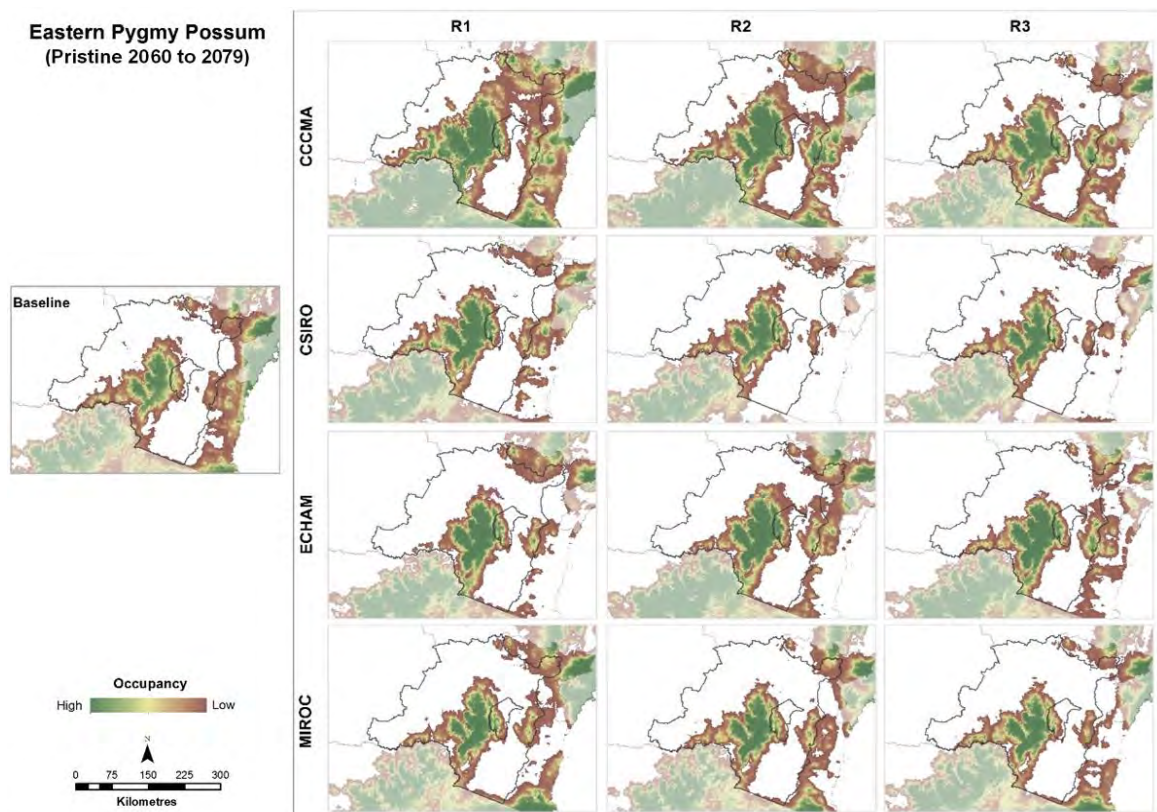 Eastern Pygmy Possum
(Pristine 2060 to 2079)
R1
R2
R3
CCCMA
CSIRO
ECHAM
MIROC
Baseline
Occupancy
High
Low
N
0 75 150 225 300
Kilometres